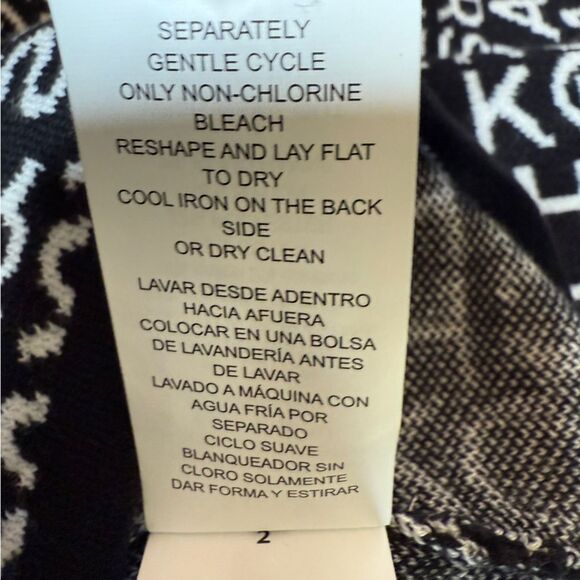 SEPARATELY
GENTLE CYCLE
ONLY NON-CHLORINE
BLEACH
RESHAPE AND LAY FLAT
TO DRY
COOL IRON ON THE BACK
SIDE
OR DRY CLEAN
LAVAR DESDE ADENTRO
HACIA AFUERA
COLOCAR EN UNA BOLSA
DE LAVANDERÍA ANTES
DE LAVAR
LAVADO A MÁQUINA CON
AGUA FRÍA POR
SEPARADO
CICLO SUAVE
BLANQUEADOR SIN
CLORO SOLAMENTE
DAR FORMA Y ESTIRAR
2